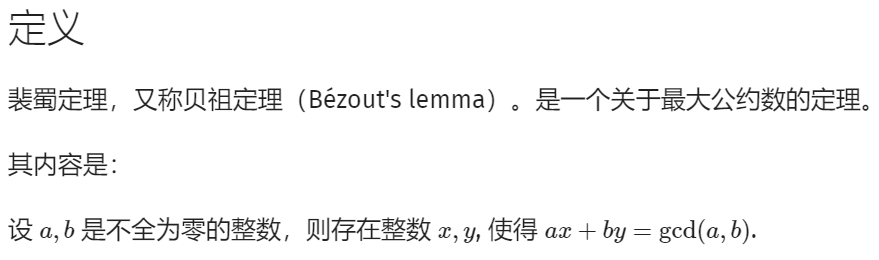 定义
裴蜀定理，又称贝祖定理（Bézout's lemma）。是一个关于最大公约数的定理。
其内容是：
设 a, b 是不全为零的整数，则存在整数 x, y, 使得 ax + by = gcd(a, b).